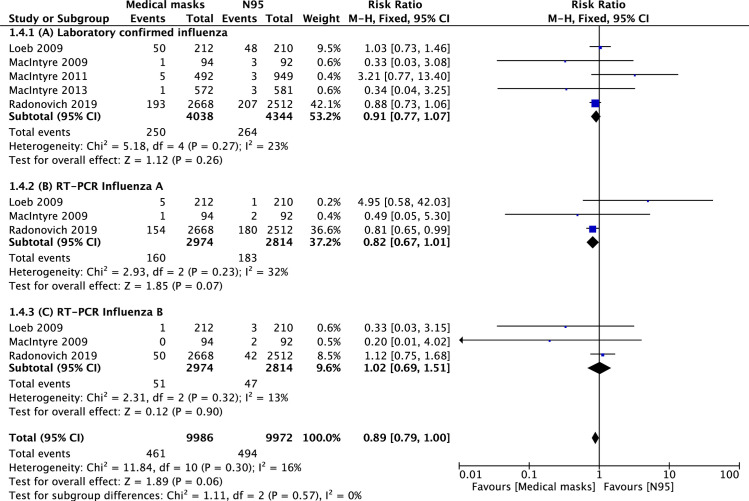 Medical masks N95 Risk Ratio Risk Ratio
Study or Subgroup Events Total Events Total Weight M-H, Fixed, 95% CI M-H, Fixed, 95% CI
1.4.1 (A) Laboratory confirmed influenza
Loeb 2009 50 212 48 210 9.5% 1.03 [0.73, 1.46]
MacIntyre 2009 1 94 3 92 0.6% 0.33 [0.03, 3.08]
MacIntyre 2011 5 492 3 949 0.4% 3.21 [0.77, 13.40]
MacIntyre 2013 1 572 3 581 0.4% 0.34 [0.04, 3.25]
Radonovich 2019 193 2668 207 2512 42.1% 0.88 [0.73, 1.06]
Subtotal (95% CI) 4038 4344 53.2% 0.91 [0.77, 1.07]
Total events 250 264
Heterogeneity: Chi² = 5.18, df = 4 (P = 0.27); I² = 23%
Test for overall effect: Z = 1.12 (P = 0.26)
1.4.2 (B) RT-PCR Influenza A
Loeb 2009 5 212 1 210 0.2% 4.95 [0.58, 42.03]
MacIntyre 2009 1 94 2 92 0.4% 0.49 [0.05, 5.30]
Radonovich 2019 154 2668 180 2512 36.6% 0.81 [0.65, 0.99]
Subtotal (95% CI) 2974 2814 37.2% 0.82 [0.67, 1.01]
Total events 160 183
Heterogeneity: Chi² = 2.93, df = 2 (P = 0.23); I² = 32%
Test for overall effect: Z = 1.85 (P = 0.07)
1.4.3 (C) RT-PCR Influenza B
Loeb 2009 1 212 3 210 0.6% 0.33 [0.03, 3.15]
MacIntyre 2009 0 94 2 92 0.5% 0.20 [0.01, 4.02]
Radonovich 2019 50 2668 42 2512 8.5% 1.12 [0.75, 1.68]
Subtotal (95% CI) 2974 2814 9.6% 1.02 [0.69, 1.51]
Total events 51 47
Heterogeneity: Chi² = 2.31, df = 2 (P = 0.32); I² = 13%
Test for overall effect: Z = 0.12 (P = 0.90)
Total (95% CI) 9986 9972 100.0% 0.89 [0.79, 1.00]
Total events 461 494
Heterogeneity: Chi² = 11.84, df = 10 (P = 0.30); I² = 16%
Test for overall effect: Z = 1.89 (P = 0.06)
Test for subgroup differences: Chi² = 1.11, df = 2 (P = 0.57), I² = 0%
0.01 0.1 1 10 100
Favours [Medical masks] Favours [N95]